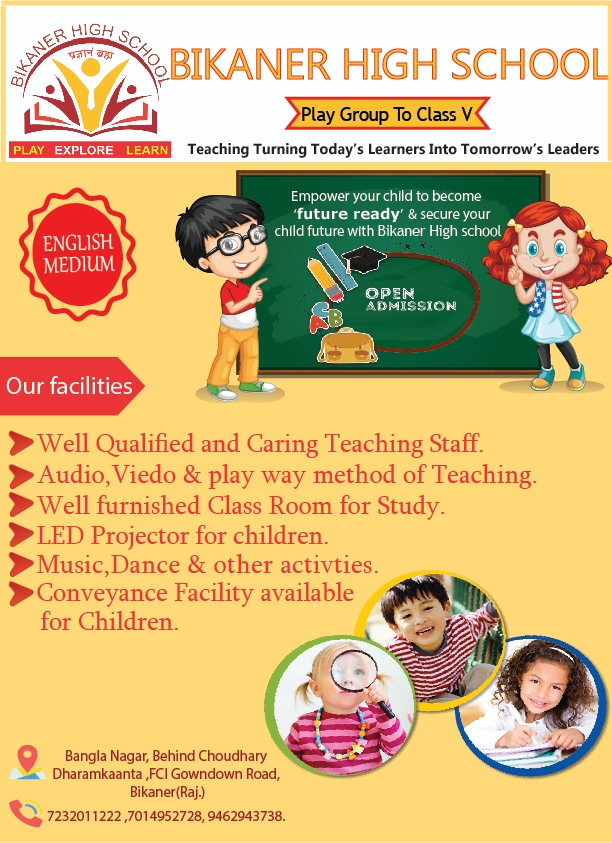 BIKANER HIGH SCHOOL
प्रज्ञानं ब्रह्म
PLAY EXPLORE LEARN
BIKANER HIGH SCHOOL
Play Group To Class V
Teaching Turning Today's Learners Into Tomorrow's Leaders
ENGLISH
MEDIUM
Empower your child to become
'future ready' & secure your
child future with Bikaner High school
OPEN
ADMISSION
A C B
Our facilities
Well Qualified and Caring Teaching Staff.
Audio,Viedo & play way method of Teaching.
Well furnished Class Room for Study.
LED Projector for children.
Music,Dance & other activties.
Conveyance Facility available
for Children.
Bangla Nagar, Behind Choudhary
Dharamkaanta ,FCI Gowndown Road,
Bikaner(Raj.)
7232011222 ,7014952728, 9462943738.